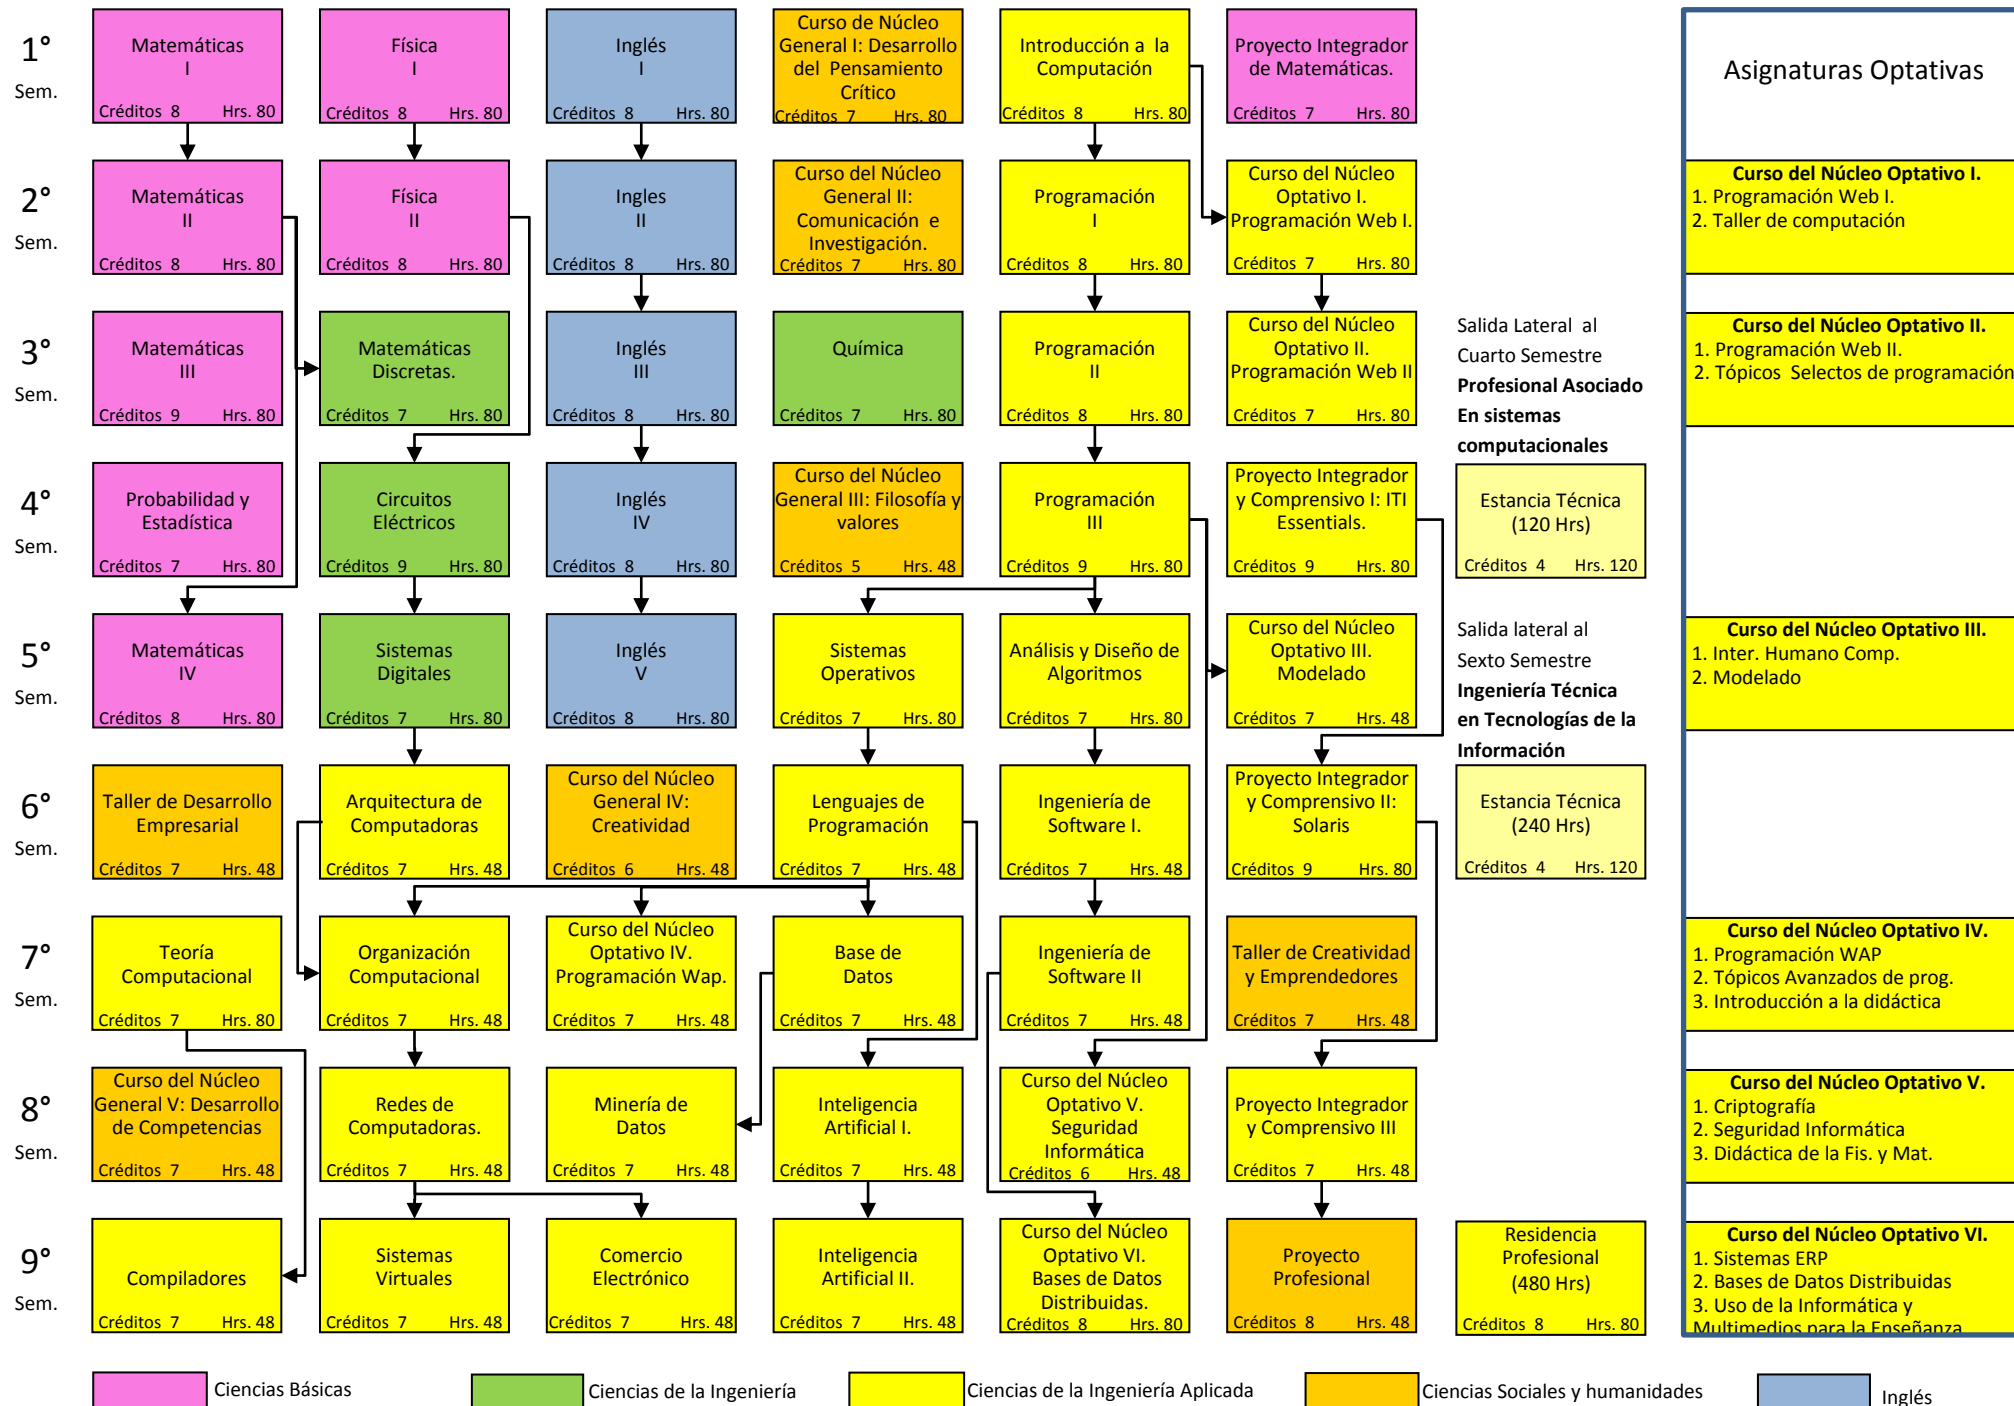 1°
Sem.
Matemáticas
I
Créditos 8 Hrs. 80
Física
I
Créditos 8 Hrs. 80
Inglés
I
Créditos 8 Hrs. 80
Curso de Núcleo
General I: Desarrollo
del Pensamiento
Crítico
Créditos 7 Hrs. 80
Introducción a la
Computación
Créditos 8 Hrs. 80
Proyecto Integrador
de Matemáticas.
Créditos 7 Hrs. 80
Asignaturas Optativas
2°
Sem.
Matemáticas
II
Créditos 8 Hrs. 80
Física
II
Créditos 8 Hrs. 80
Ingles
II
Créditos 8 Hrs. 80
Curso del Núcleo
General II:
Comunicación e
Investigación.
Créditos 7 Hrs. 80
Programación
I
Créditos 8 Hrs. 80
Curso del Núcleo
Optativo I.
Programación Web I.
Créditos 7 Hrs. 80
Curso del Núcleo Optativo I.
1. Programación Web I.
2. Taller de computación
3°
Sem.
Matemáticas
III
Créditos 9 Hrs. 80
Matemáticas
Discretas.
Créditos 7 Hrs. 80
Inglés
III
Créditos 8 Hrs. 80
Química
Créditos 7 Hrs. 80
Programación
II
Créditos 8 Hrs. 80
Curso del Núcleo
Optativo II.
Programación Web II
Créditos 7 Hrs. 80
Salida Lateral al
Cuarto Semestre
Profesional Asociado
En sistemas
computacionales
Curso del Núcleo Optativo II.
1. Programación Web II.
2. Tópicos Selectos de programación
4°
Sem.
Probabilidad y
Estadística
Créditos 7 Hrs. 80
Circuitos
Eléctricos
Créditos 9 Hrs. 80
Inglés
IV
Créditos 8 Hrs. 80
Curso del Núcleo
General III: Filosofía y
valores
Créditos 5 Hrs. 48
Programación
III
Créditos 9 Hrs. 80
Proyecto Integrador
y Comprensivo I: ITI
Essentials.
Créditos 9 Hrs. 80
Estancia Técnica
(120 Hrs)
Créditos 4 Hrs. 120
5°
Sem.
Matemáticas
IV
Créditos 8 Hrs. 80
Sistemas
Digitales
Créditos 7 Hrs. 80
Inglés
V
Créditos 8 Hrs. 80
Sistemas
Operativos
Créditos 7 Hrs. 80
Análisis y Diseño de
Algoritmos
Créditos 7 Hrs. 80
Curso del Núcleo
Optativo III.
Modelado
Créditos 7 Hrs. 48
Salida lateral al
Sexto Semestre
Ingeniería Técnica
en Tecnologías de la
Información
Curso del Núcleo Optativo III.
1. Inter. Humano Comp.
2. Modelado
6°
Sem.
Taller de Desarrollo
Empresarial
Créditos 7 Hrs. 48
Arquitectura de
Computadoras
Créditos 7 Hrs. 48
Curso del Núcleo
General IV:
Creatividad
Créditos 6 Hrs. 48
Lenguajes de
Programación
Créditos 7 Hrs. 48
Ingeniería de
Software I.
Créditos 7 Hrs. 48
Proyecto Integrador
y Comprensivo II:
Solaris
Créditos 9 Hrs. 80
Estancia Técnica
(240 Hrs)
Créditos 4 Hrs. 120
7°
Sem.
Teoría
Computacional
Créditos 7 Hrs. 80
Organización
Computacional
Créditos 7 Hrs. 48
Curso del Núcleo
Optativo IV.
Programación Wap.
Créditos 7 Hrs. 48
Base de
Datos
Créditos 7 Hrs. 48
Ingeniería de
Software II
Créditos 7 Hrs. 48
Taller de Creatividad
y Emprendedores
Créditos 7 Hrs. 48
Curso del Núcleo Optativo IV.
1. Programación WAP
2. Tópicos Avanzados de prog.
3. Introducción a la didáctica
8°
Sem.
Curso del Núcleo
General V: Desarrollo
de Competencias
Créditos 7 Hrs. 48
Redes de
Computadoras.
Créditos 7 Hrs. 48
Minería de
Datos
Créditos 7 Hrs. 48
Inteligencia
Artificial I.
Créditos 7 Hrs. 48
Curso del Núcleo
Optativo V.
Seguridad
Informática
Créditos 6 Hrs. 48
Proyecto Integrador
y Comprensivo III
Créditos 7 Hrs. 48
Curso del Núcleo Optativo V.
1. Criptografía
2. Seguridad Informática
3. Didáctica de la Fis. y Mat.
9°
Sem.
Compiladores
Créditos 7 Hrs. 48
Sistemas
Virtuales
Créditos 7 Hrs. 48
Comercio
Electrónico
Créditos 7 Hrs. 48
Inteligencia
Artificial II.
Créditos 7 Hrs. 48
Curso del Núcleo
Optativo VI.
Bases de Datos
Distribuidas.
Créditos 8 Hrs. 80
Proyecto
Profesional
Créditos 8 Hrs. 48
Residencia
Profesional
(480 Hrs)
Créditos 8 Hrs. 80
Curso del Núcleo Optativo VI.
1. Sistemas ERP
2. Bases de Datos Distribuidas
3. Uso de la Informática y
Multimedios para la Enseñanza
Ciencias Básicas
Ciencias de la Ingeniería
Ciencias de la Ingeniería Aplicada
Ciencias Sociales y humanidades
Inglés